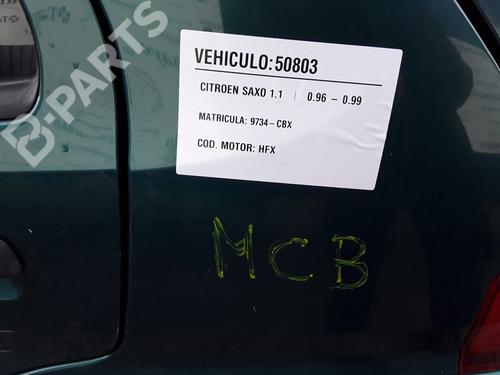 B-PARTS
VEHICULO:50803
CITROEN SAXO 1.1 | 0.96 – 0.99
MATRICULA: 9734-CBX
COD. MOTOR: HFX
MCB